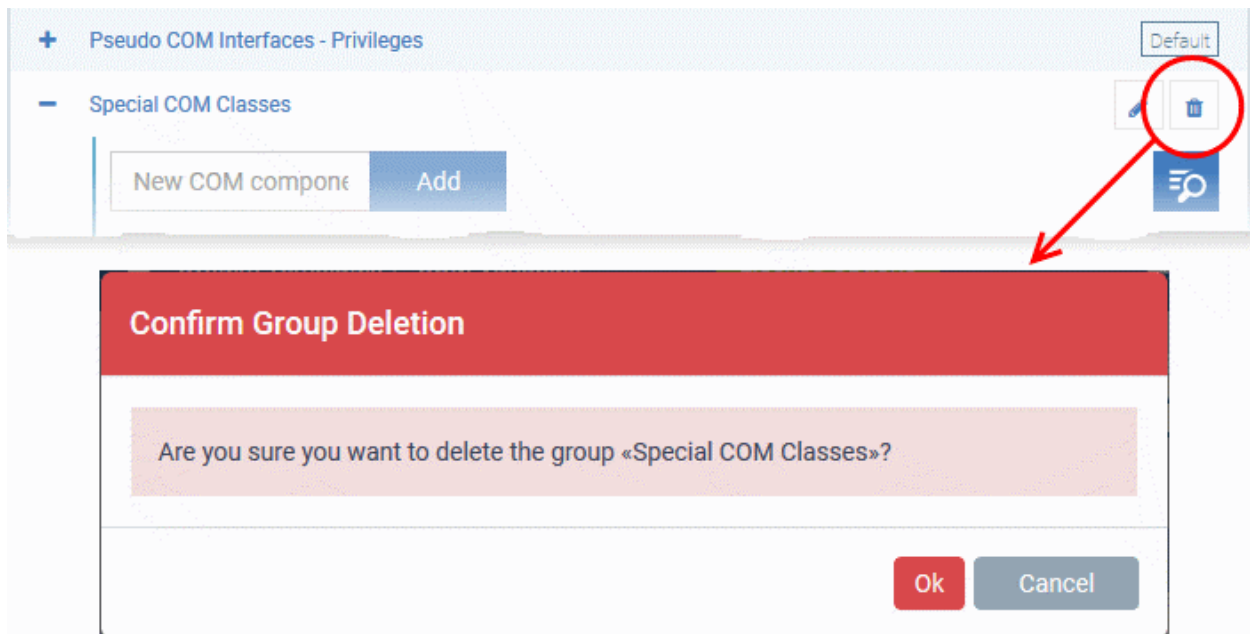 Pseudo COM Interfaces - Privileges
Default
Special COM Classes
New COM compone
Add
Confirm Group Deletion
Are you sure you want to delete the group «Special COM Classes»?
Ok
Cancel